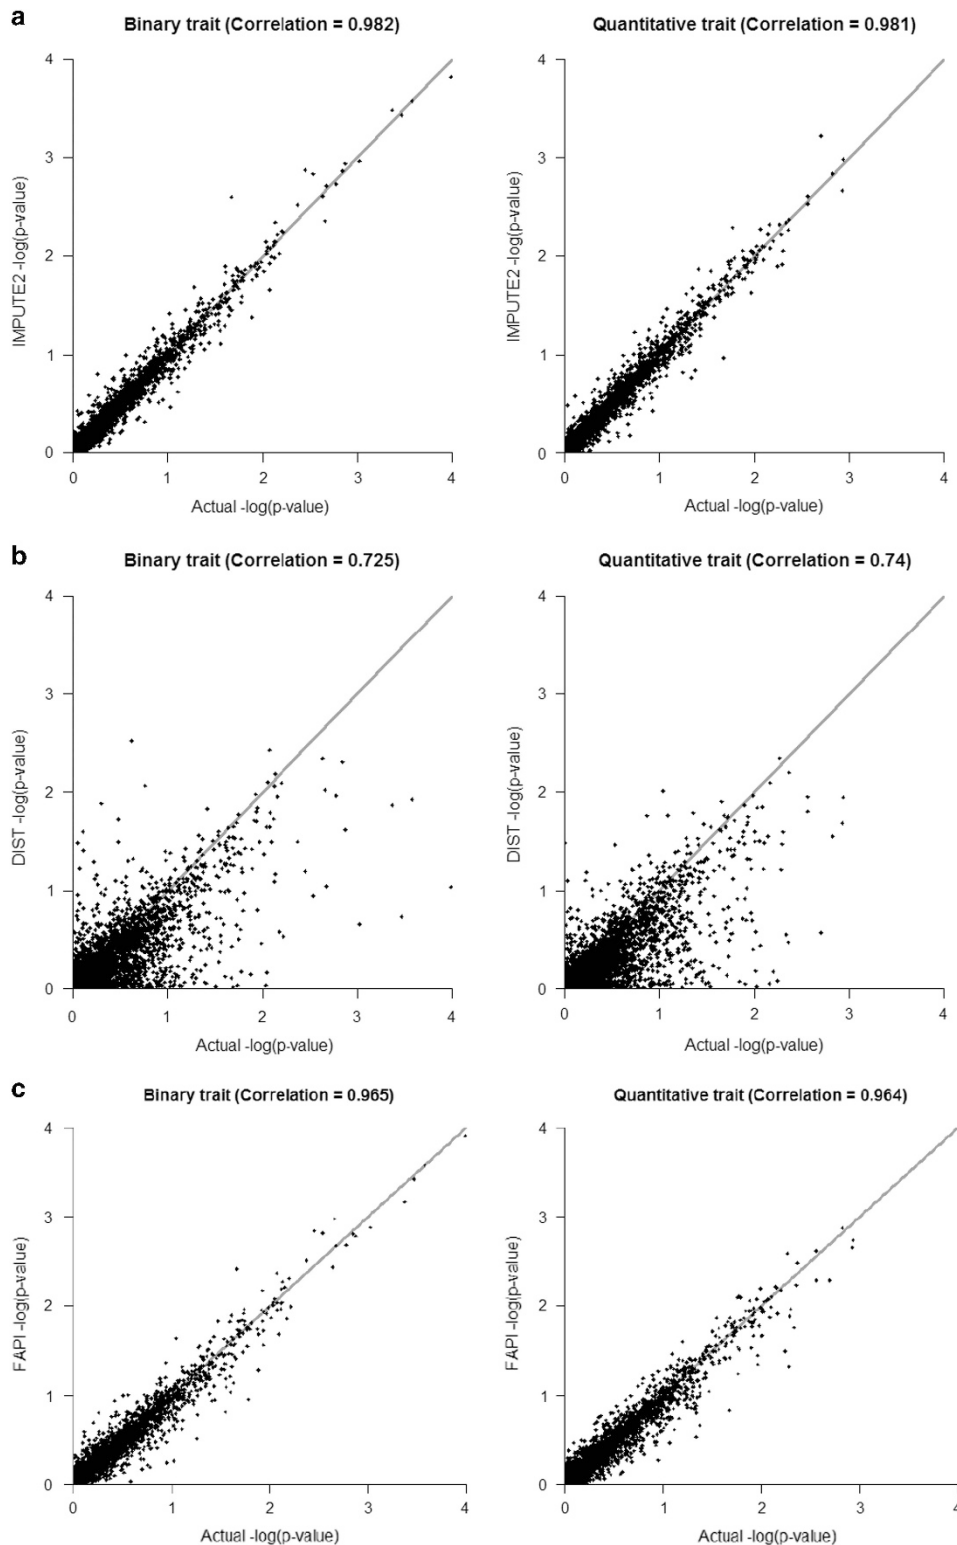 a
Binary trait (Correlation = 0.982)
Quantitative trait (Correlation = 0.981)
4
3
2
1
0
IMPUTE2 -log(p-value)
0 1 2 3 4
Actual -log(p-value)
4
3
2
1
0
IMPUTE2 -log(p-value)
0 1 2 3 4
Actual -log(p-value)
b
Binary trait (Correlation = 0.725)
Quantitative trait (Correlation = 0.74)
4
3
2
1
0
DIST -log(p-value)
0 1 2 3 4
Actual -log(p-value)
4
3
2
1
0
DIST -log(p-value)
0 1 2 3 4
Actual -log(p-value)
c
Binary trait (Correlation = 0.965)
Quantitative trait (Correlation = 0.964)
4
3
2
1
0
FAPI -log(p-value)
0 1 2 3 4
Actual -log(p-value)
4
3
2
1
0
FAPI -log(p-value)
0 1 2 3 4
Actual -log(p-value)